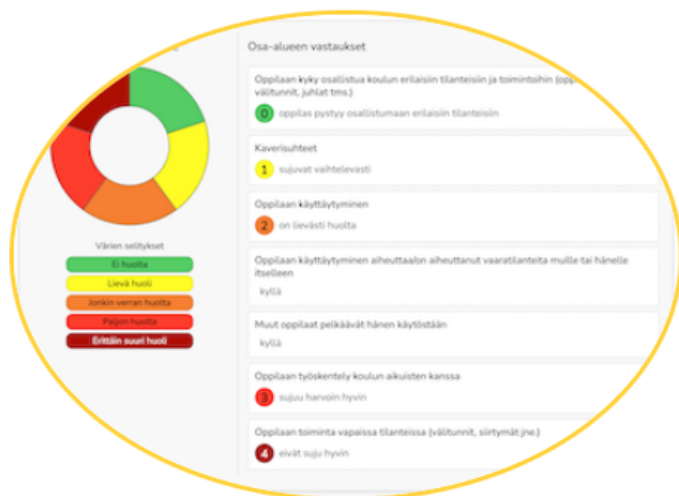 Osa-alueen vastaukset
Oppilaan kyky osallistua koulun erilaisiin tilanteisiin ja toimintoihin
välitunnit, juhlat tms.)
0 oppilas pystyy osallistumaan erilaisiin tilanteisiin
Kaverisuhteet
1 sujuvat vaihtelevasti
Oppilaan käyttäytyminen
2 on lievästi huolta
Oppilaan käyttäytyminen aiheuttaa/on aiheuttanut vaaratilanteita muille tai hänelle
itselleen
kyllä
Muut oppilaat pelkäävät hänen käytöstään
kyllä
Oppilaan työskentely koulun aikuisten kanssa
3 sujuu harvoin hyvin
Oppilaan toiminta vapaissa tilanteissa (välitunnit, siirtymät jne.)
4 eivät suju hyvin
Värien selitykset
Ei huolta
Lievä huoli
Jonkin verran huolta
Paljon huolta
Erittäin suuri huoli